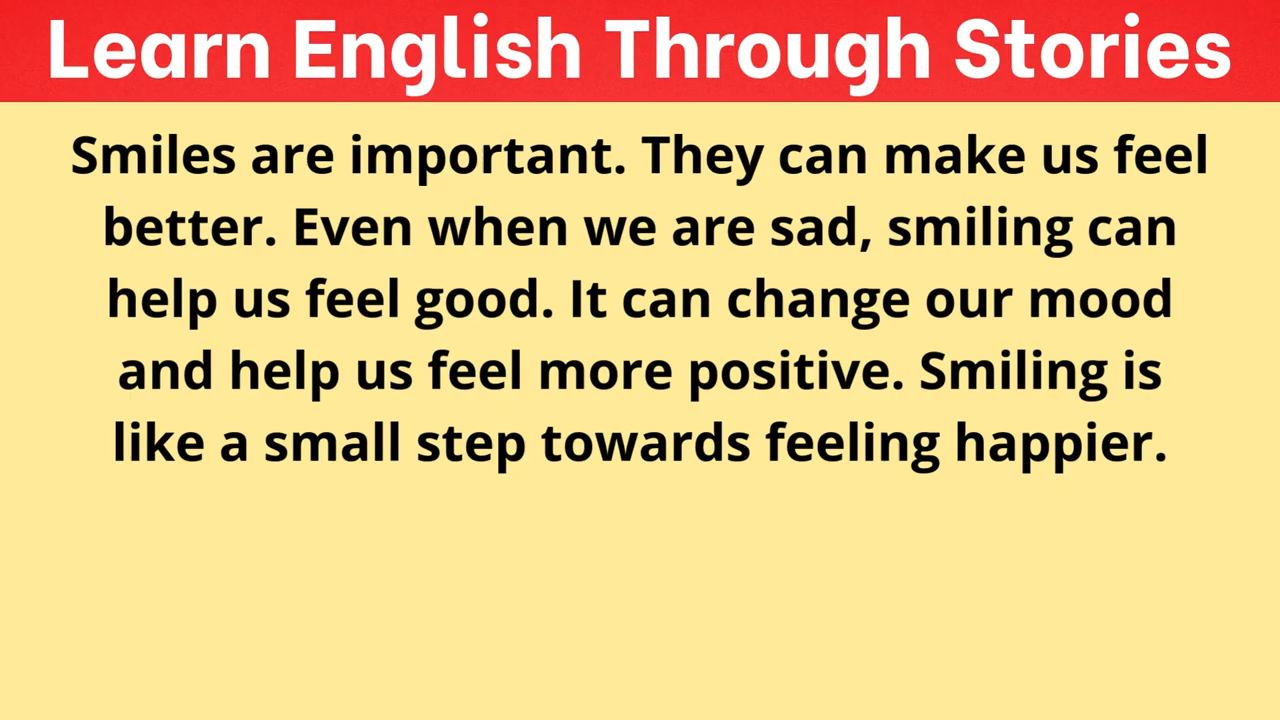 Learn English Through Stories
Smiles are important. They can make us feel
better. Even when we are sad, smiling can
help us feel good. It can change our mood
and help us feel more positive. Smiling is
like a small step towards feeling happier.